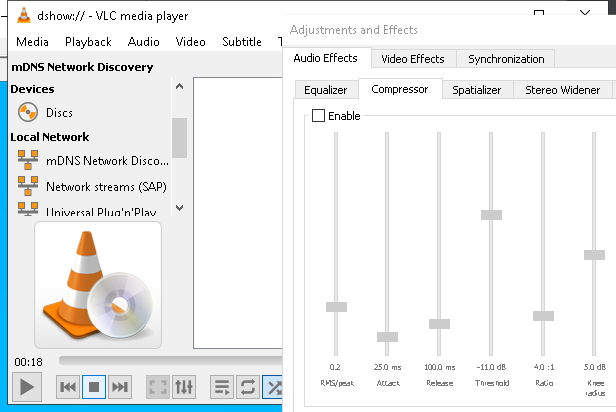 dshow:// - VLC media player
Media Playback Audio Video Subtitle T
mDNS Network Discovery
Devices
Discs
Local Network
mDNS Network Disco...
Network streams (SAP)
Universal Plug'n'Play
00:18
Adjustments and Effects
Audio Effects Video Effects Synchronization
Equalizer Compressor Spatializer Stereo Widener
Enable
0.2 25.0 ms 100.0 ms -11.0 dB 4.0 :1 5.0 dB
RMS/peak Attack Release Threshold Ratio Knee
radius